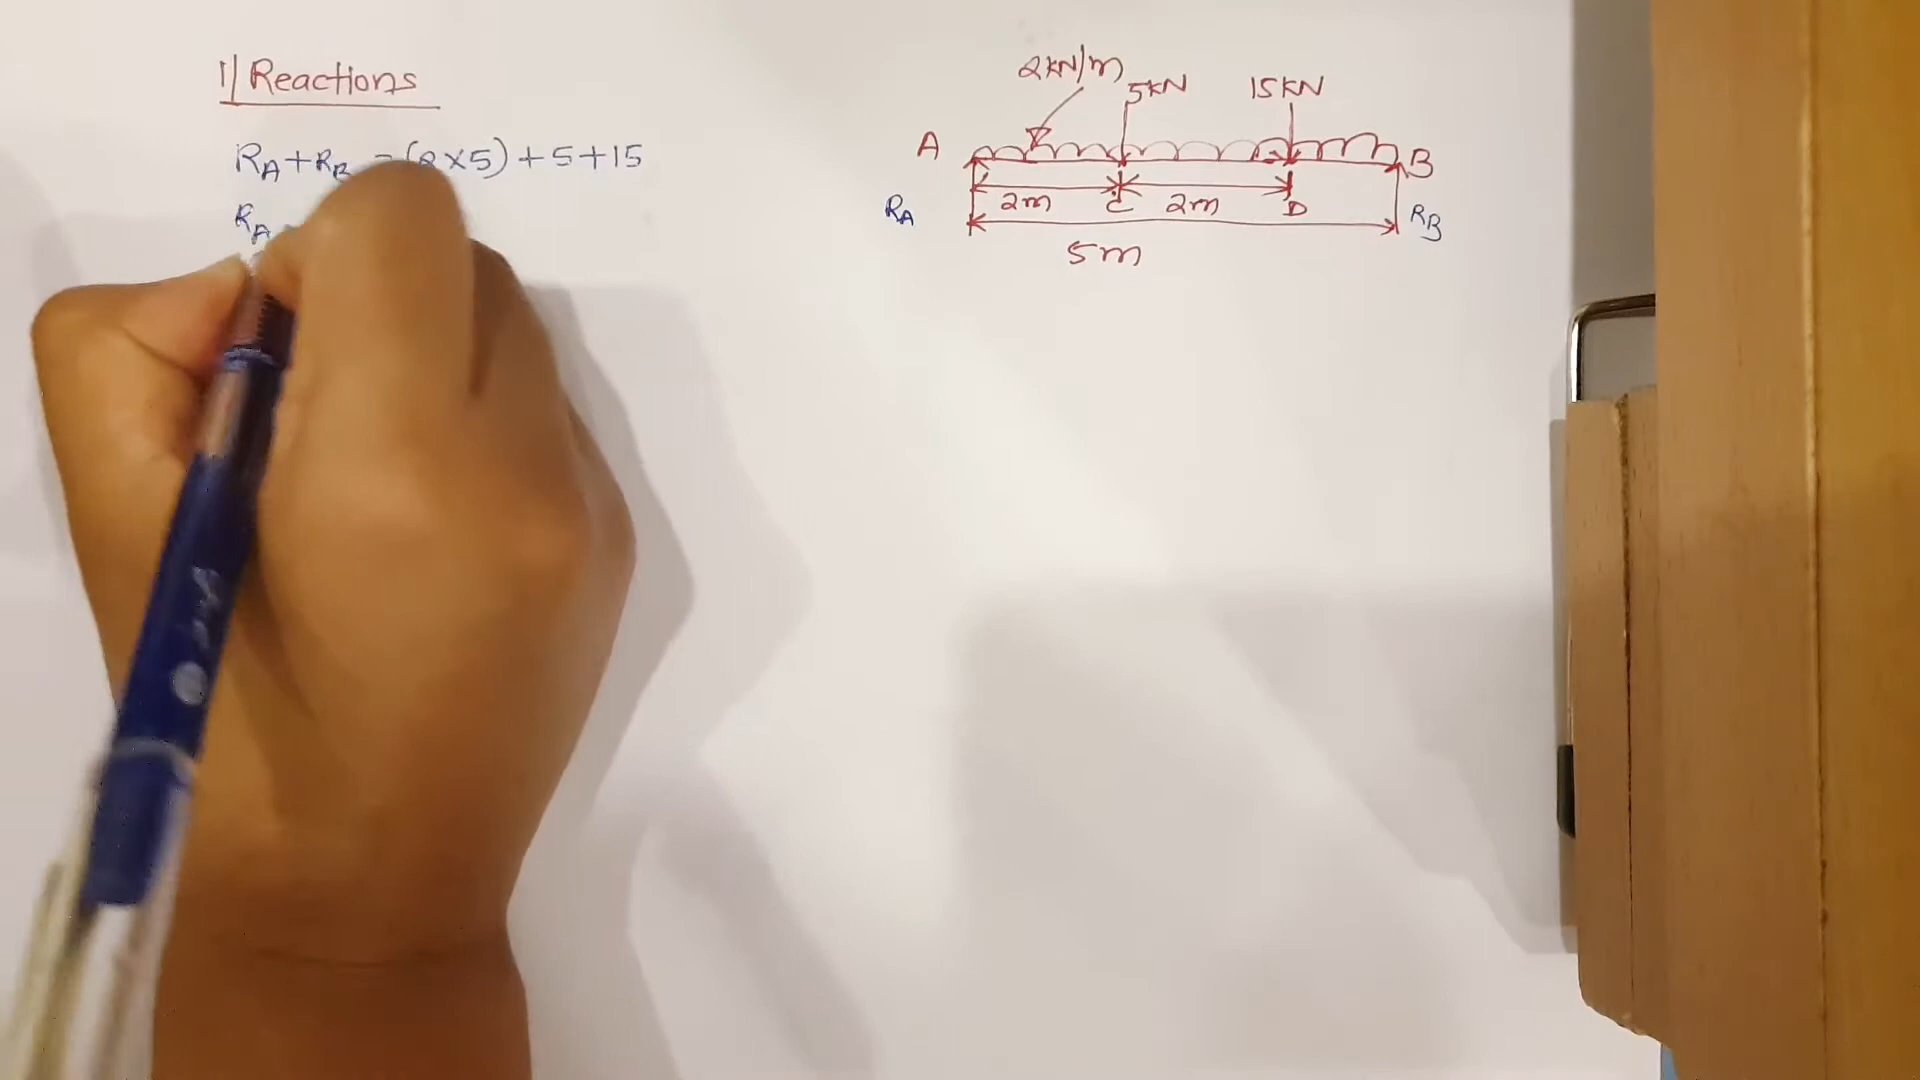 1) Reactions
RA+RB = (2×5)+5+15
RA
2KN/m
5KN
15KN
A
B
2m
C
2m
D
RA
RB
5m